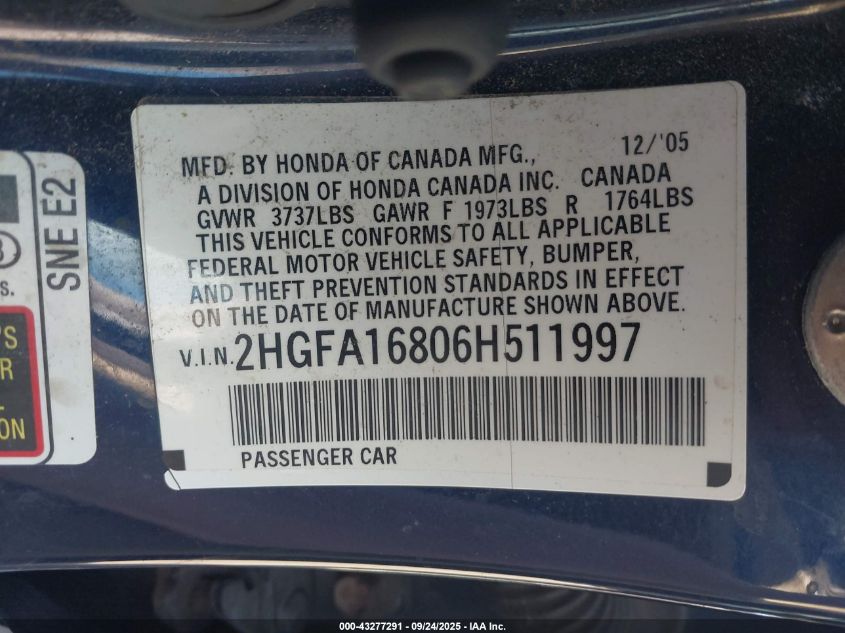 MFD. BY HONDA OF CANADA MFG., 12/'05
A DIVISION OF HONDA CANADA INC. CANADA
GVWR 3737LBS GAWR F 1973LBS R 1764LBS
THIS VEHICLE CONFORMS TO ALL APPLICABLE
FEDERAL MOTOR VEHICLE SAFETY, BUMPER,
AND THEFT PREVENTION STANDARDS IN EFFECT
ON THE DATE OF MANUFACTURE SHOWN ABOVE.
V.I.N. 2HGFA16806H511997
PASSENGER CAR
SNE E2
S.
'S
R
ON
000-43277291 - 09/24/2025 - IAA Inc.